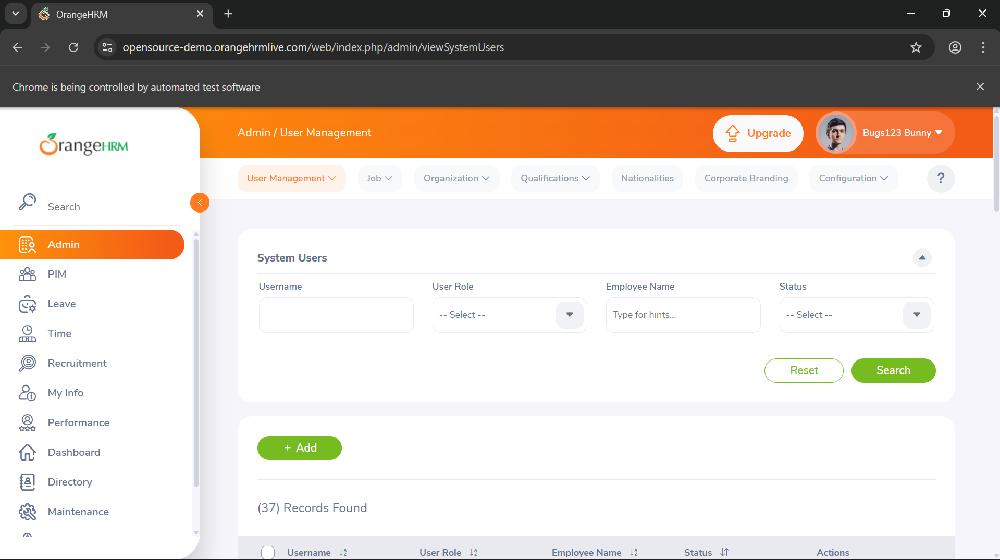 OrangeHRM
opensource-demo.orangehrmlive.com/web/index.php/admin/viewSystemUsers
Chrome is being controlled by automated test software
OrangeHRM
Admin / User Management
Upgrade
Bugs123 Bunny
User Management
Job
Organization
Qualifications
Nationalities
Corporate Branding
Configuration
?
Search
Admin
PIM
Leave
Time
Recruitment
My Info
Performance
Dashboard
Directory
Maintenance
System Users
Username
User Role
Employee Name
Status
-- Select --
Type for hints...
-- Select --
Reset
Search
+ Add
(37) Records Found
Username
User Role
Employee Name
Status
Actions